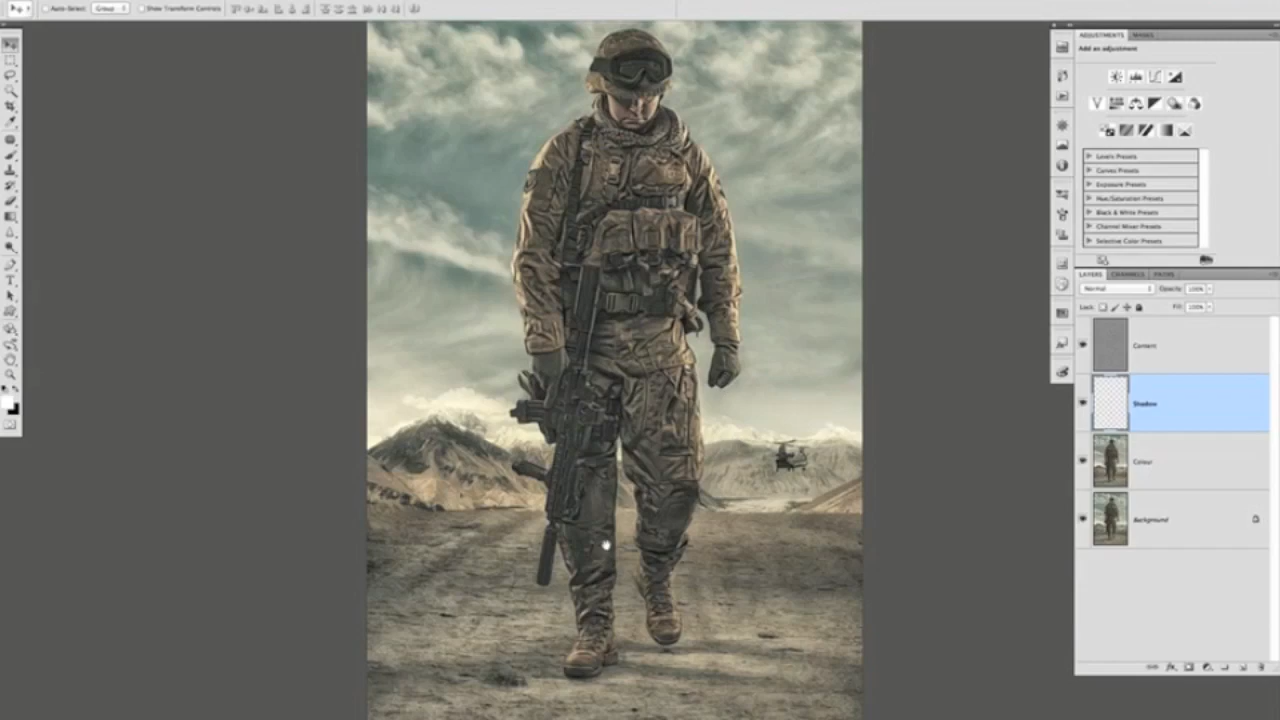 Auto-Select: Group Show Transform Controls
ADJUSTMENTS MASKS
Add an adjustment
Levels Presets
Curves Presets
Exposure Presets
Hue/Saturation Presets
Black & White Presets
Channel Mixer Presets
Selective Color Presets
LAYERS CHANNELS PATHS
Normal Opacity: 100%
Lock: Fill: 100%
Shadow
Colour
Background